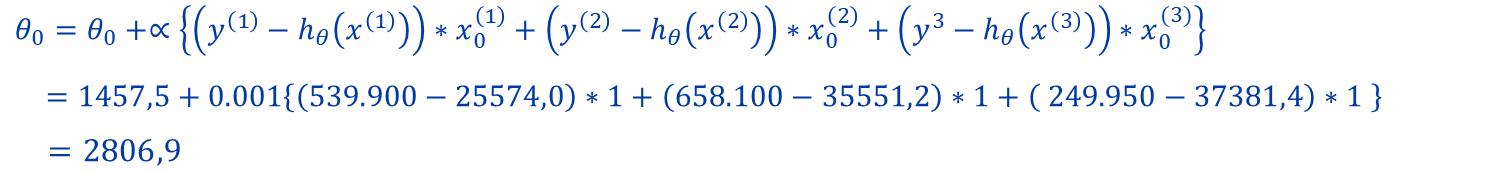 θ₀ = θ₀ +∝ {(y⁽¹⁾ − h_θ(x⁽¹⁾)) ∗ x₀⁽¹⁾ + (y⁽²⁾ − h_θ(x⁽²⁾)) ∗ x₀⁽²⁾ + (y³ − h_θ(x⁽³⁾)) ∗ x₀⁽³⁾}
= 1457,5 + 0.001{(539.900 − 25574,0) ∗ 1 + (658.100 − 35551,2) ∗ 1 + ( 249.950 − 37381,4) ∗ 1 }
= 2806,9